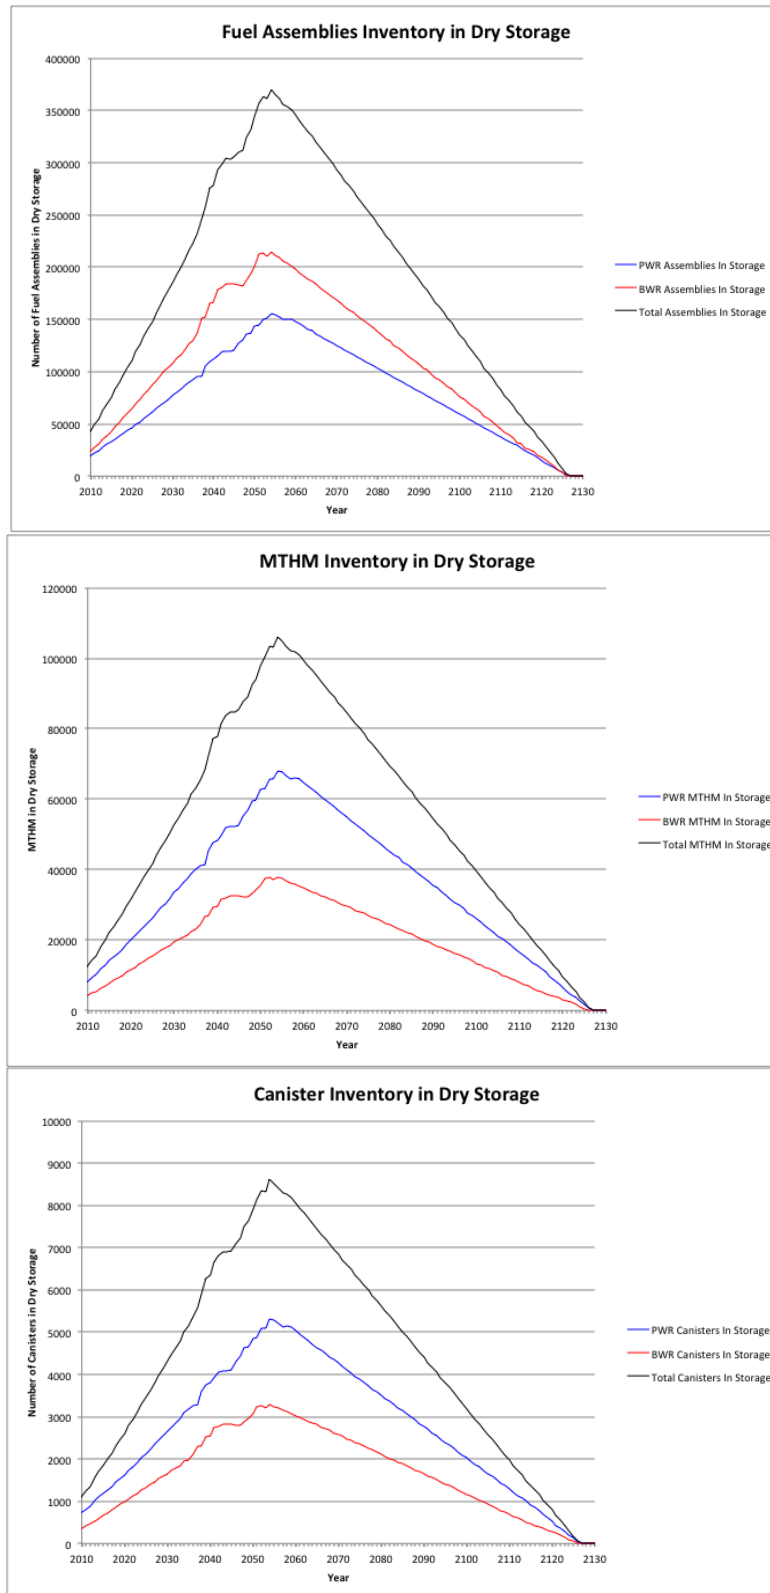 Fuel Assemblies Inventory in Dry Storage
400000
350000
300000
250000
200000
150000
100000
50000
0
Number of Fuel Assemblies in Dry Storage
2010 2020 2030 2040 2050 2060 2070 2080 2090 2100 2110 2120 2130
Year
PWR Assemblies In Storage
BWR Assemblies In Storage
Total Assemblies In Storage
MTHM Inventory in Dry Storage
120000
100000
80000
60000
40000
20000
0
MTHM in Dry Storage
2010 2020 2030 2040 2050 2060 2070 2080 2090 2100 2110 2120 2130
Year
PWR MTHM In Storage
BWR MTHM In Storage
Total MTHM In Storage
Canister Inventory in Dry Storage
10000
9000
8000
7000
6000
5000
4000
3000
2000
1000
0
Number of Canisters in Dry Storage
2010 2020 2030 2040 2050 2060 2070 2080 2090 2100 2110 2120 2130
Year
PWR Canisters In Storage
BWR Canisters In Storage
Total Canisters In Storage